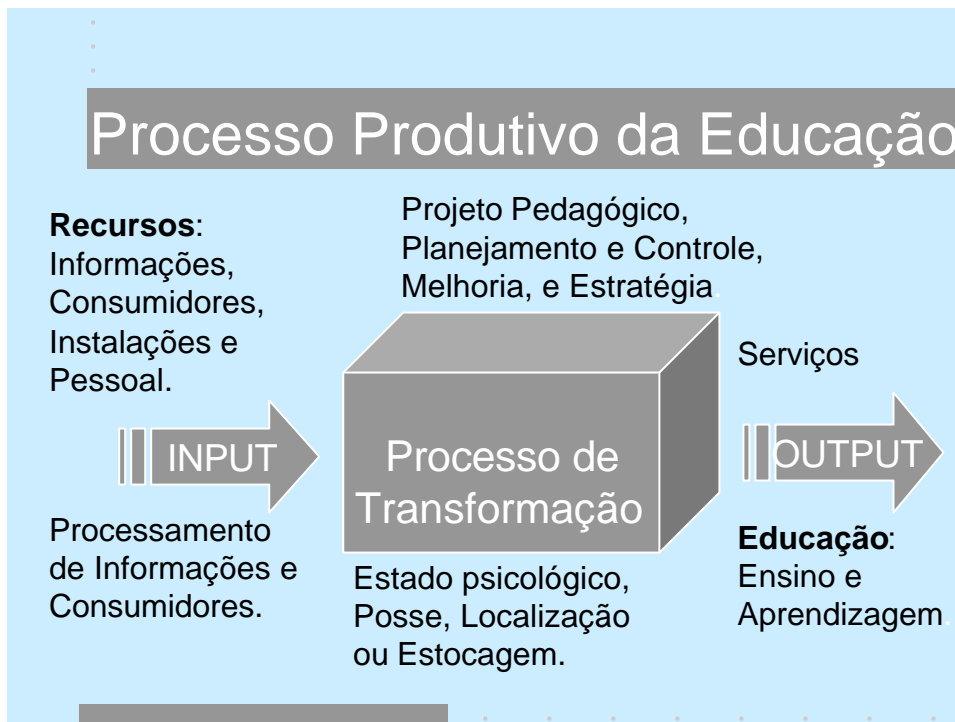 Processo Produtivo da Educação
Recursos:
Informações,
Consumidores,
Instalações e
Pessoal.
INPUT
Processamento
de Informações e
Consumidores.
Projeto Pedagógico,
Planejamento e Controle,
Melhoria, e Estratégia.
Processo de
Transformação
Estado psicológico,
Posse, Localização
ou Estocagem.
Serviços
OUTPUT
Educação:
Ensino e
Aprendizagem.